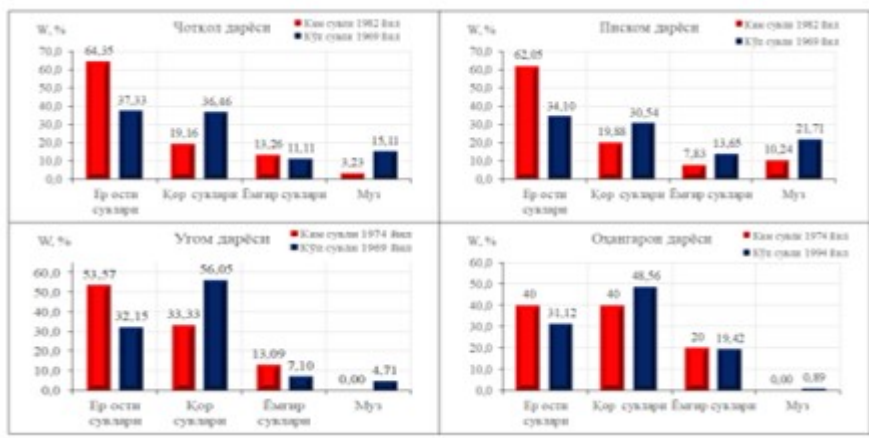 W, %
Чотқол дарёси
Кам сувли 1982 йил
Кўп сувли 1969 йил
70,0
60,0
50,0
40,0
30,0
20,0
10,0
0,0
64,35
37,33
19,16
36,46
13,26
11,11
3,23
15,11
Ер ости сувлари
Қор сувлари
Ёмғир сувлари
Муз
W, %
Писком дарёси
Кам сувли 1982 йил
Кўп сувли 1969 йил
70,0
60,0
50,0
40,0
30,0
20,0
10,0
0,0
62,05
34,10
19,88
30,54
7,83
13,65
10,24
21,71
Ер ости сувлари
Қор сувлари
Ёмғир сувлари
Муз
W, %
Угом дарёси
Кам сувли 1974 йил
Кўп сувли 1969 йил
60,0
50,0
40,0
30,0
20,0
10,0
0,0
53,57
32,15
33,33
56,05
13,09
7,10
0,00
4,71
Ер ости сувлари
Қор сувлари
Ёмғир сувлари
Муз
W, %
Оҳангарон дарёси
Кам сувли 1974 йил
Кўп сувли 1994 йил
60,0
50,0
40,0
30,0
20,0
10,0
0,0
40
31,12
40
48,56
20
19,42
0,00
0,89
Ер ости сувлари
Қор сувлари
Ёмғир сувлари
Муз